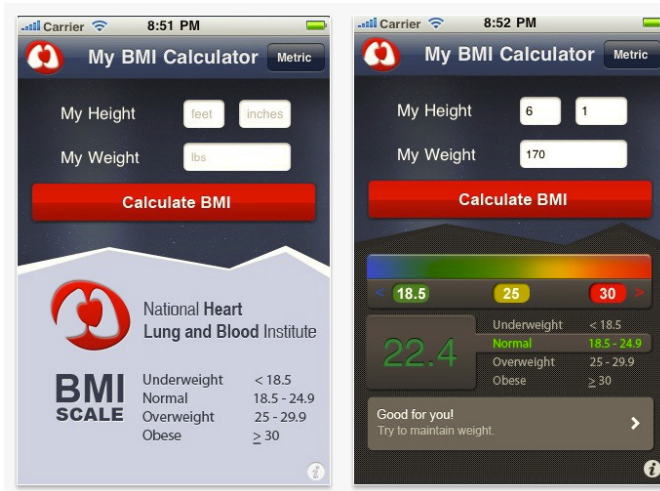 Carrier 8:51 PM
My BMI Calculator Metric
My Height feet inches
My Weight lbs
Calculate BMI
National Heart
Lung and Blood Institute
BMI
SCALE
Underweight < 18.5
Normal 18.5 - 24.9
Overweight 25 - 29.9
Obese ≥ 30
i
Carrier 8:52 PM
My BMI Calculator Metric
My Height 6 1
My Weight 170
Calculate BMI
< 18.5 25 30 >
22.4
Underweight < 18.5
Normal 18.5 - 24.9
Overweight 25 - 29.9
Obese ≥ 30
Good for you!
Try to maintain weight.
i